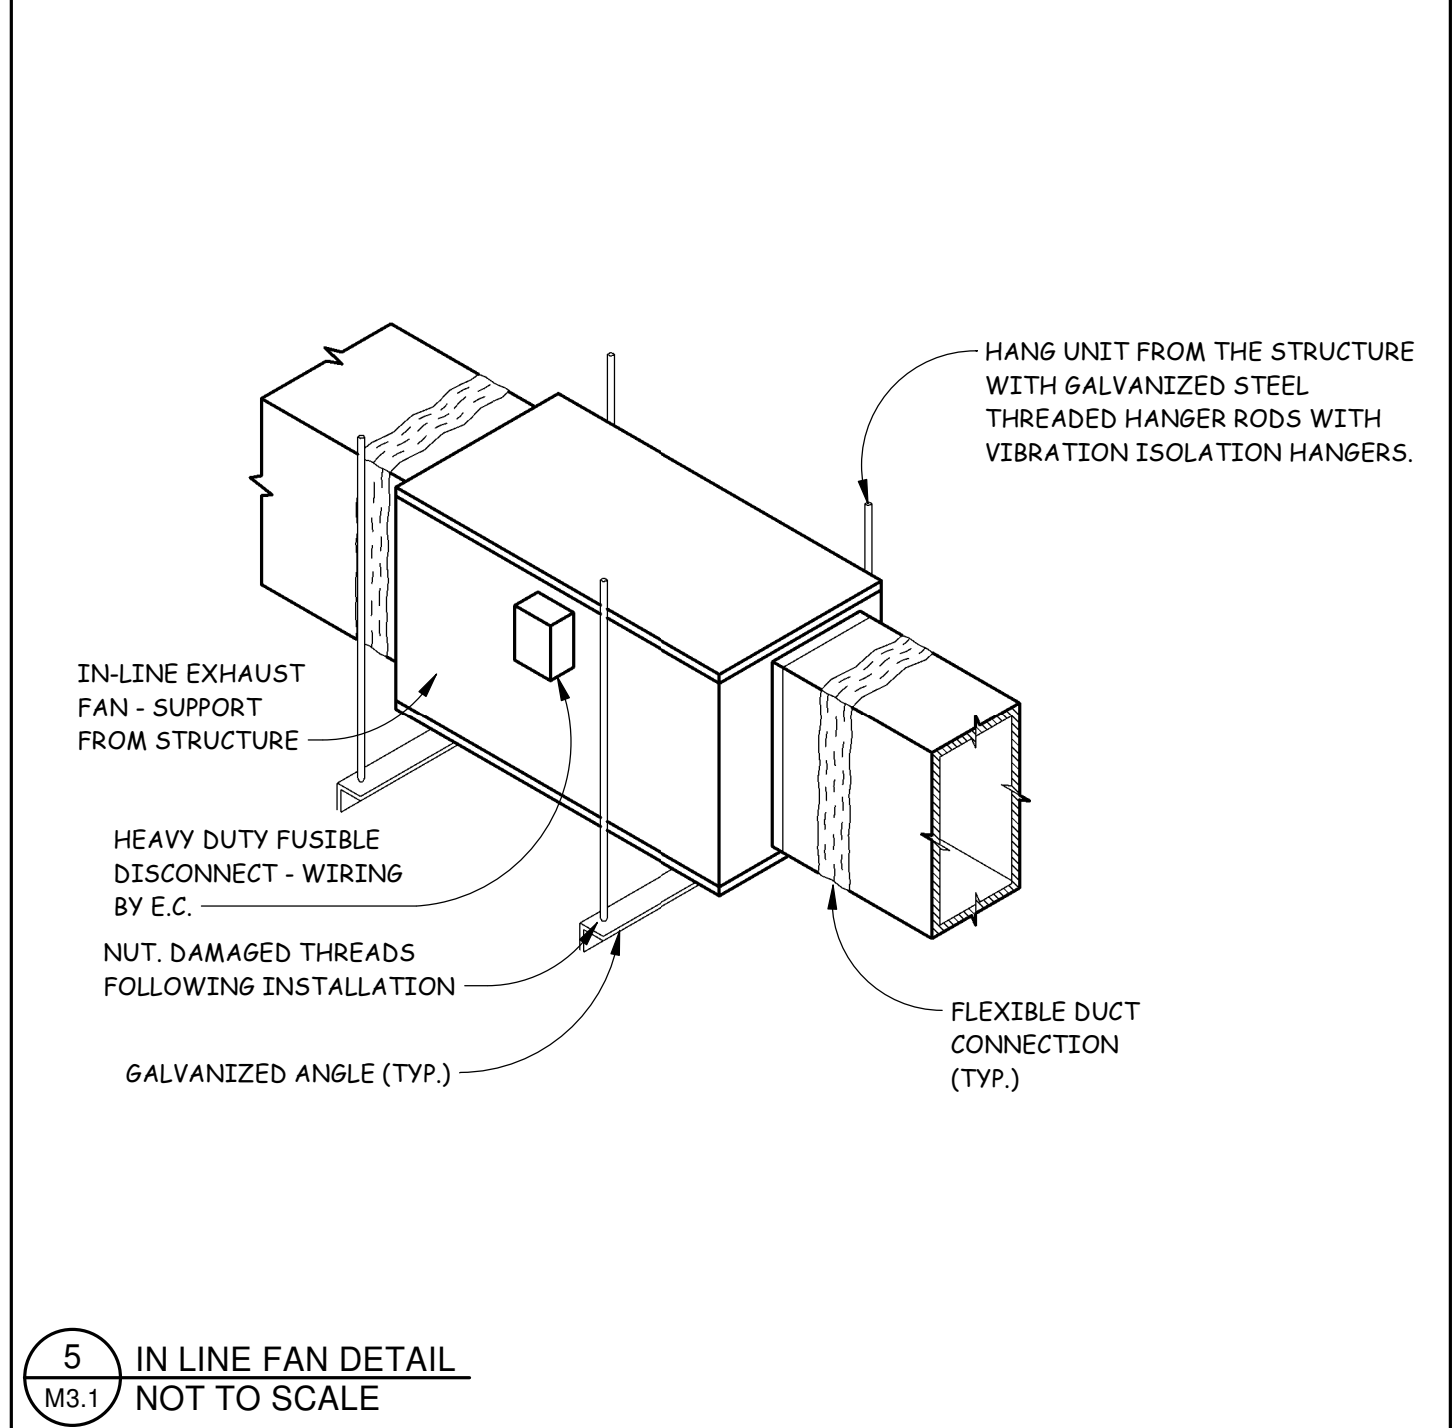 HANG UNIT FROM THE STRUCTURE
WITH GALVANIZED STEEL
THREADED HANGER RODS WITH
VIBRATION ISOLATION HANGERS.
IN-LINE EXHAUST
FAN - SUPPORT
FROM STRUCTURE
HEAVY DUTY FUSIBLE
DISCONNECT - WIRING
BY E.C.
NUT. DAMAGED THREADS
FOLLOWING INSTALLATION
GALVANIZED ANGLE (TYP.)
FLEXIBLE DUCT
CONNECTION
(TYP.)
5
M3.1
IN LINE FAN DETAIL
NOT TO SCALE